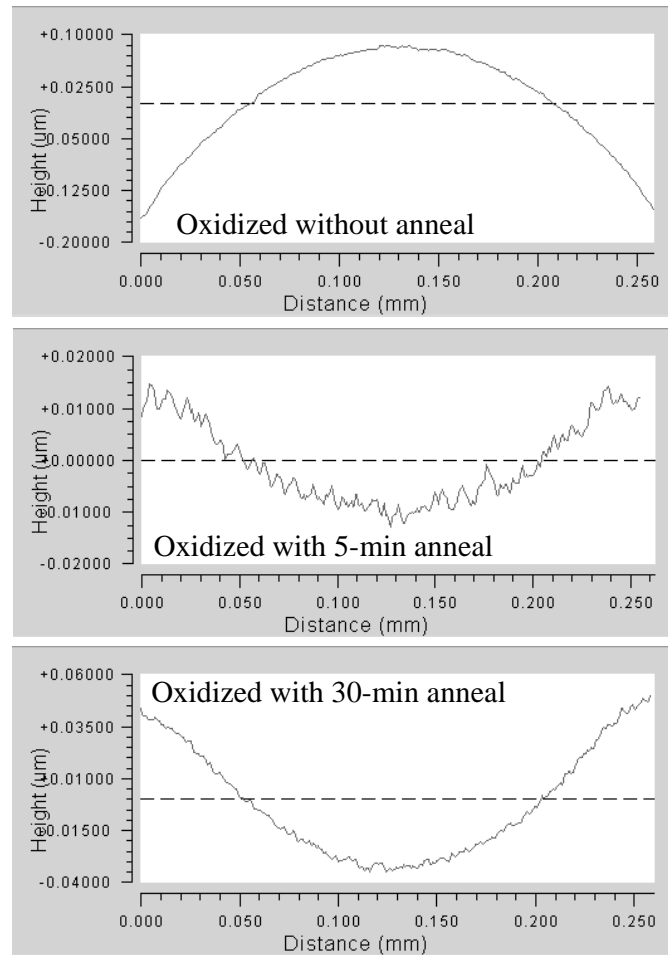 +0.10000
+0.02500
0.05000
0.12500
-0.20000
Height (µm)
Oxidized without anneal
0.000 0.050 0.100 0.150 0.200 0.250
Distance (mm)
+0.02000
+0.01000
+0.00000
-0.01000
-0.02000
Height (µm)
Oxidized with 5-min anneal
0.000 0.050 0.100 0.150 0.200 0.250
Distance (mm)
+0.06000
+0.03500
+0.01000
-0.01500
-0.04000
Height (µm)
Oxidized with 30-min anneal
0.000 0.050 0.100 0.150 0.200 0.250
Distance (mm)